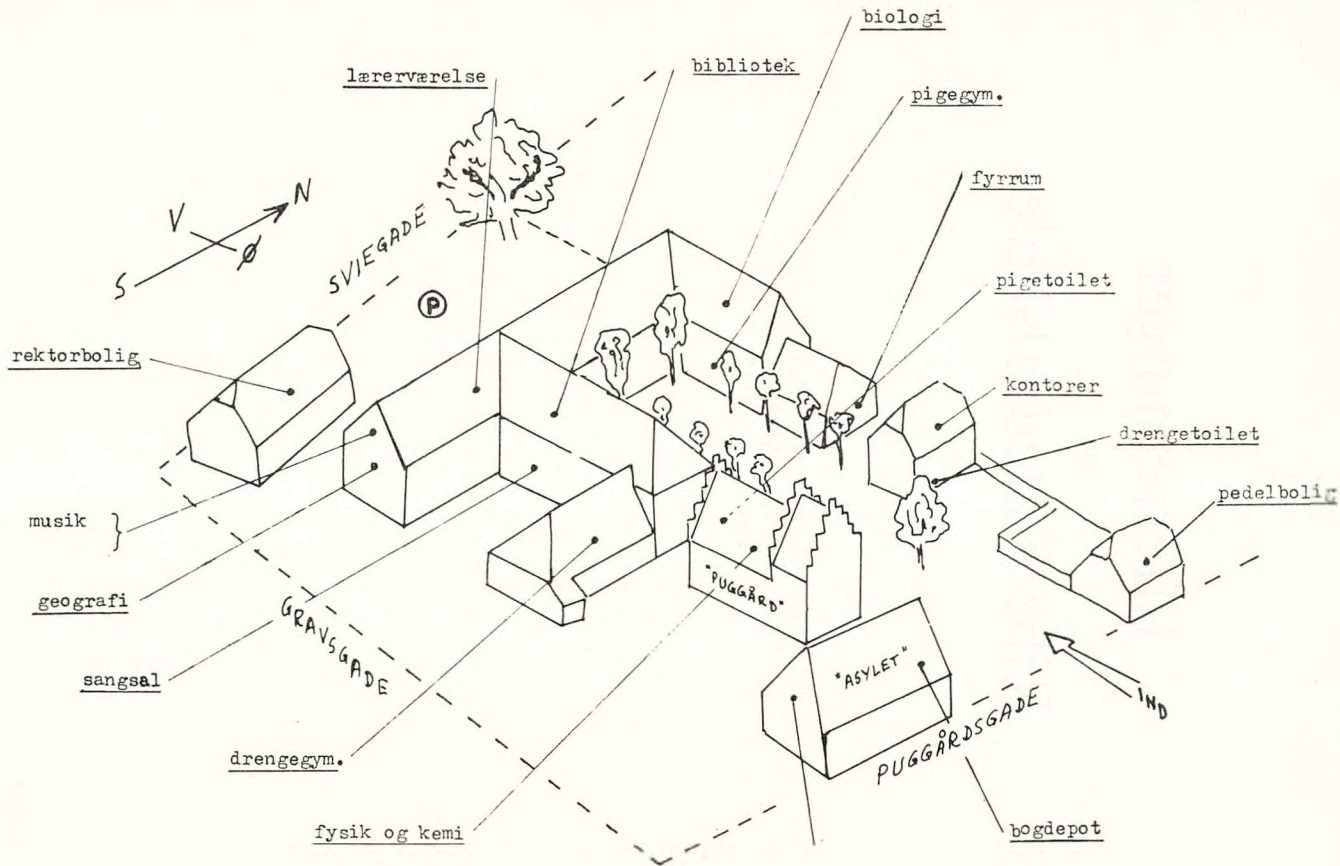 biologi
lærerværelse
bibliotek
pigegym.
fyrrum
N
V
Ø
S
SVIEGADE
P
pigetoilet
rektorbolig
kontorer
drengetoilet
pedelbolig
musik }
"PUGGÅRD"
geografi
GRAVSGADE
"ASYLET"
sangsal
IND
PUGGÅRDSGADE
drengegym.
fysik og kemi
bogdepot